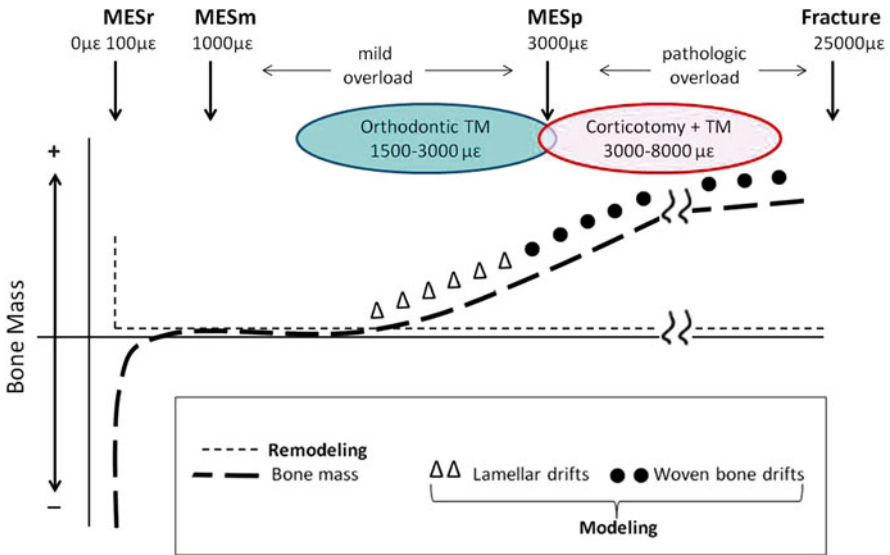 MESr MESm MESp Fracture
0με 100με 1000με 3000με 25000με
mild
overload
pathologic
overload
Orthodontic TM
1500-3000 με
Corticotomy + TM
3000-8000 με
+
Bone Mass
−
Remodeling
Bone mass
Lamellar drifts
Woven bone drifts
Modeling